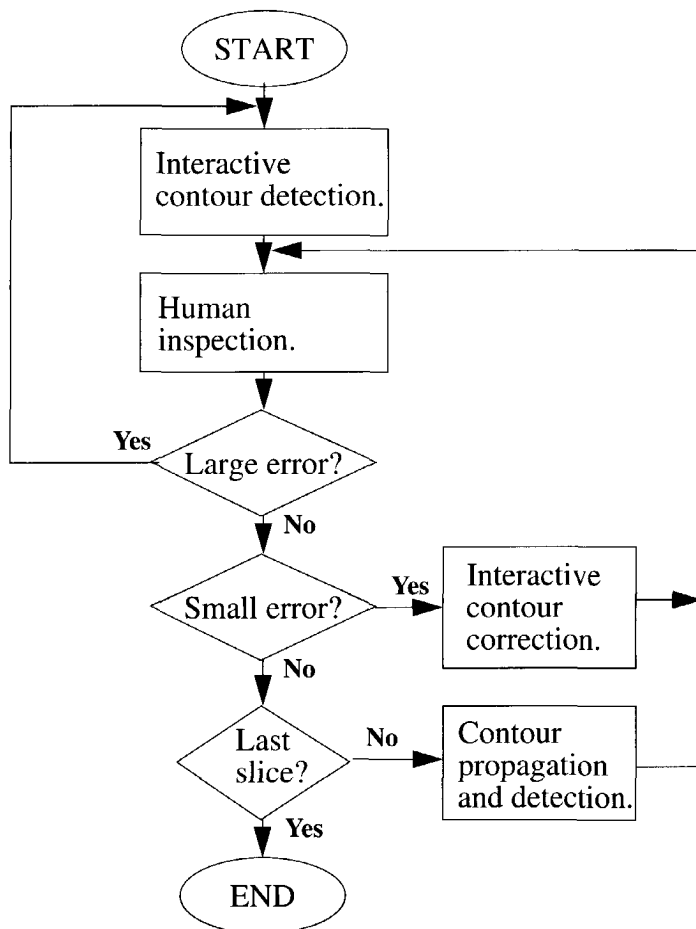 START
Interactive
contour detection.
Human
inspection.
Yes
Large error?
No
Small error?
Yes
Interactive
contour
correction.
No
Last
slice?
No
Contour
propagation
and detection.
Yes
END